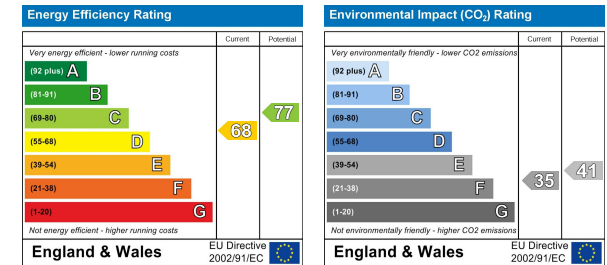 Energy Efficiency Rating
Current Potential
Very energy efficient - lower running costs
(92 plus) A
(81-91) B
(69-80) C
(55-68) D
(39-54) E
(21-38) F
(1-20) G
68
77
Not energy efficient - higher running costs
England & Wales
EU Directive
2002/91/EC
Environmental Impact (CO₂) Rating
Current Potential
Very environmentally friendly - lower CO2 emissions
(92 plus) A
(81-91) B
(69-80) C
(55-68) D
(39-54) E
(21-38) F
(1-20) G
35
41
Not environmentally friendly - higher CO2 emissions
England & Wales
EU Directive
2002/91/EC